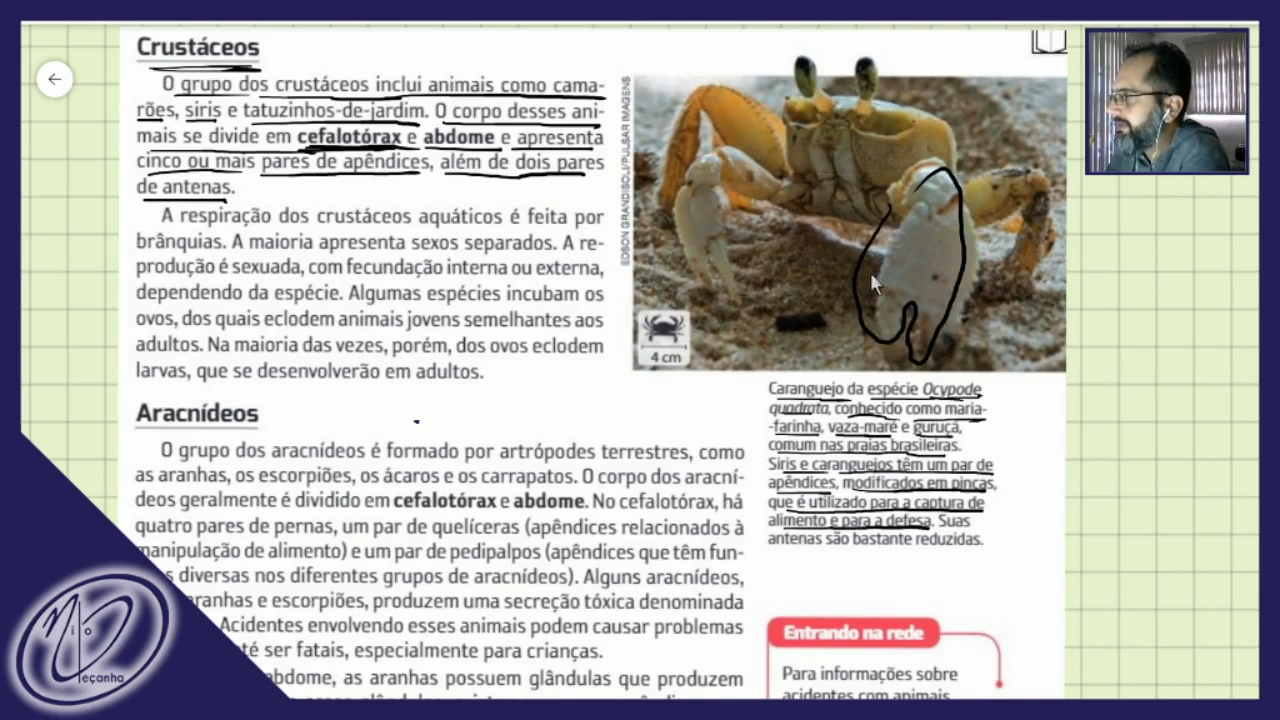 Crustáceos
O grupo dos crustáceos inclui animais como cama-
rões, siris e tatuzinhos-de-jardim. O corpo desses ani-
mais se divide em cefalotórax e abdome e apresenta
cinco ou mais pares de apêndices, além de dois pares
de antenas.
A respiração dos crustáceos aquáticos é feita por
brânquias. A maioria apresenta sexos separados. A re-
produção é sexuada, com fecundação interna ou externa,
dependendo da espécie. Algumas espécies incubam os
ovos, dos quais eclodem animais jovens semelhantes aos
adultos. Na maioria das vezes, porém, dos ovos eclodem
larvas, que se desenvolverão em adultos.
EDSON GRANDISOLI/PULSAR IMAGENS
4 cm
Caranguejo da espécie Ocypode
quadrata, conhecido como maria-
-farinha, vaza-maré e guruçá,
comum nas praias brasileiras.
Siris e caranguejos têm um par de
apêndices, modificados em pinças,
que é utilizado para a captura de
alimento e para a defesa. Suas
antenas são bastante reduzidas.
Aracnídeos
O grupo dos aracnídeos é formado por artrópodes terrestres, como
as aranhas, os escorpiões, os ácaros e os carrapatos. O corpo dos aracní-
deos geralmente é dividido em cefalotórax e abdome. No cefalotórax, há
quatro pares de pernas, um par de quelíceras (apêndices relacionados à
manipulação de alimento) e um par de pedipalpos (apêndices que têm fun-
s diversas nos diferentes grupos de aracnídeos). Alguns aracnídeos,
aranhas e escorpiões, produzem uma secreção tóxica denominada
Acidentes envolvendo esses animais podem causar problemas
té ser fatais, especialmente para crianças.
abdome, as aranhas possuem glândulas que produzem
Entrando na rede
Para informações sobre
acidentes com animais
eçanha